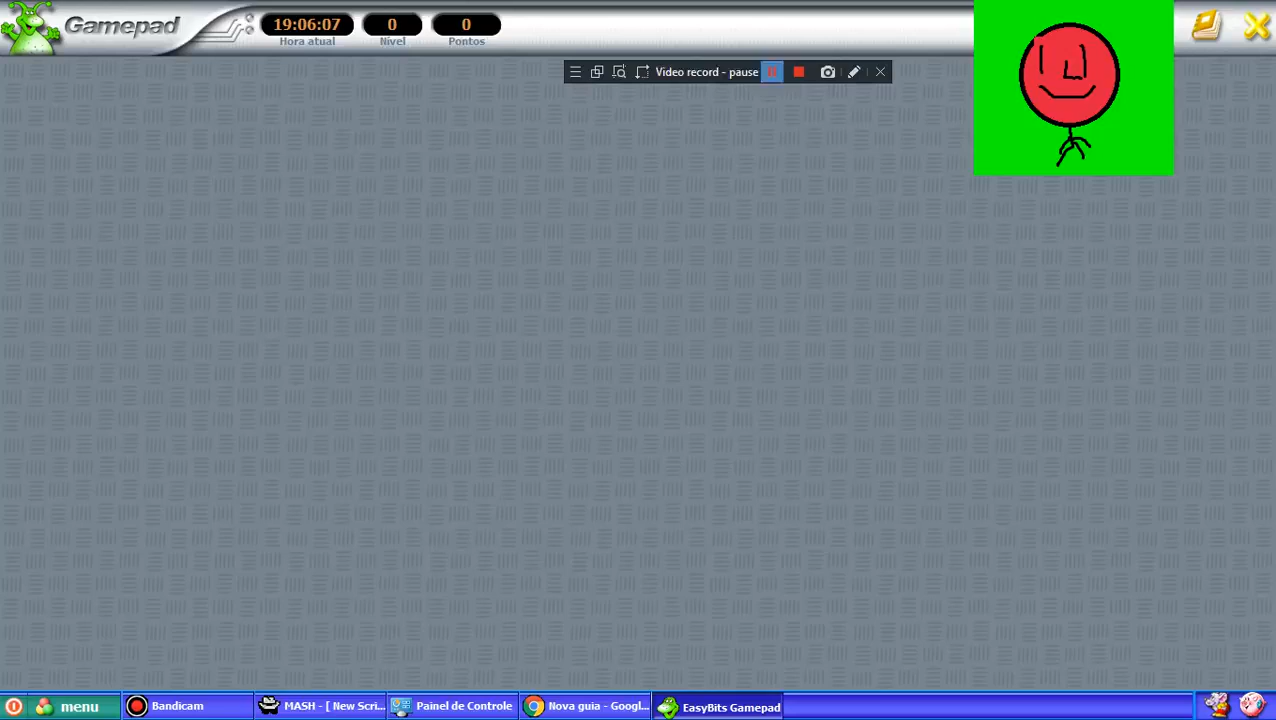 Gamepad
19:06:07 0 0
Hora atual Nível Pontos
Video record - pause
menu Bandicam MASH - [ New Scri... Painel de Controle Nova guia - Googl... EasyBits Gamepad